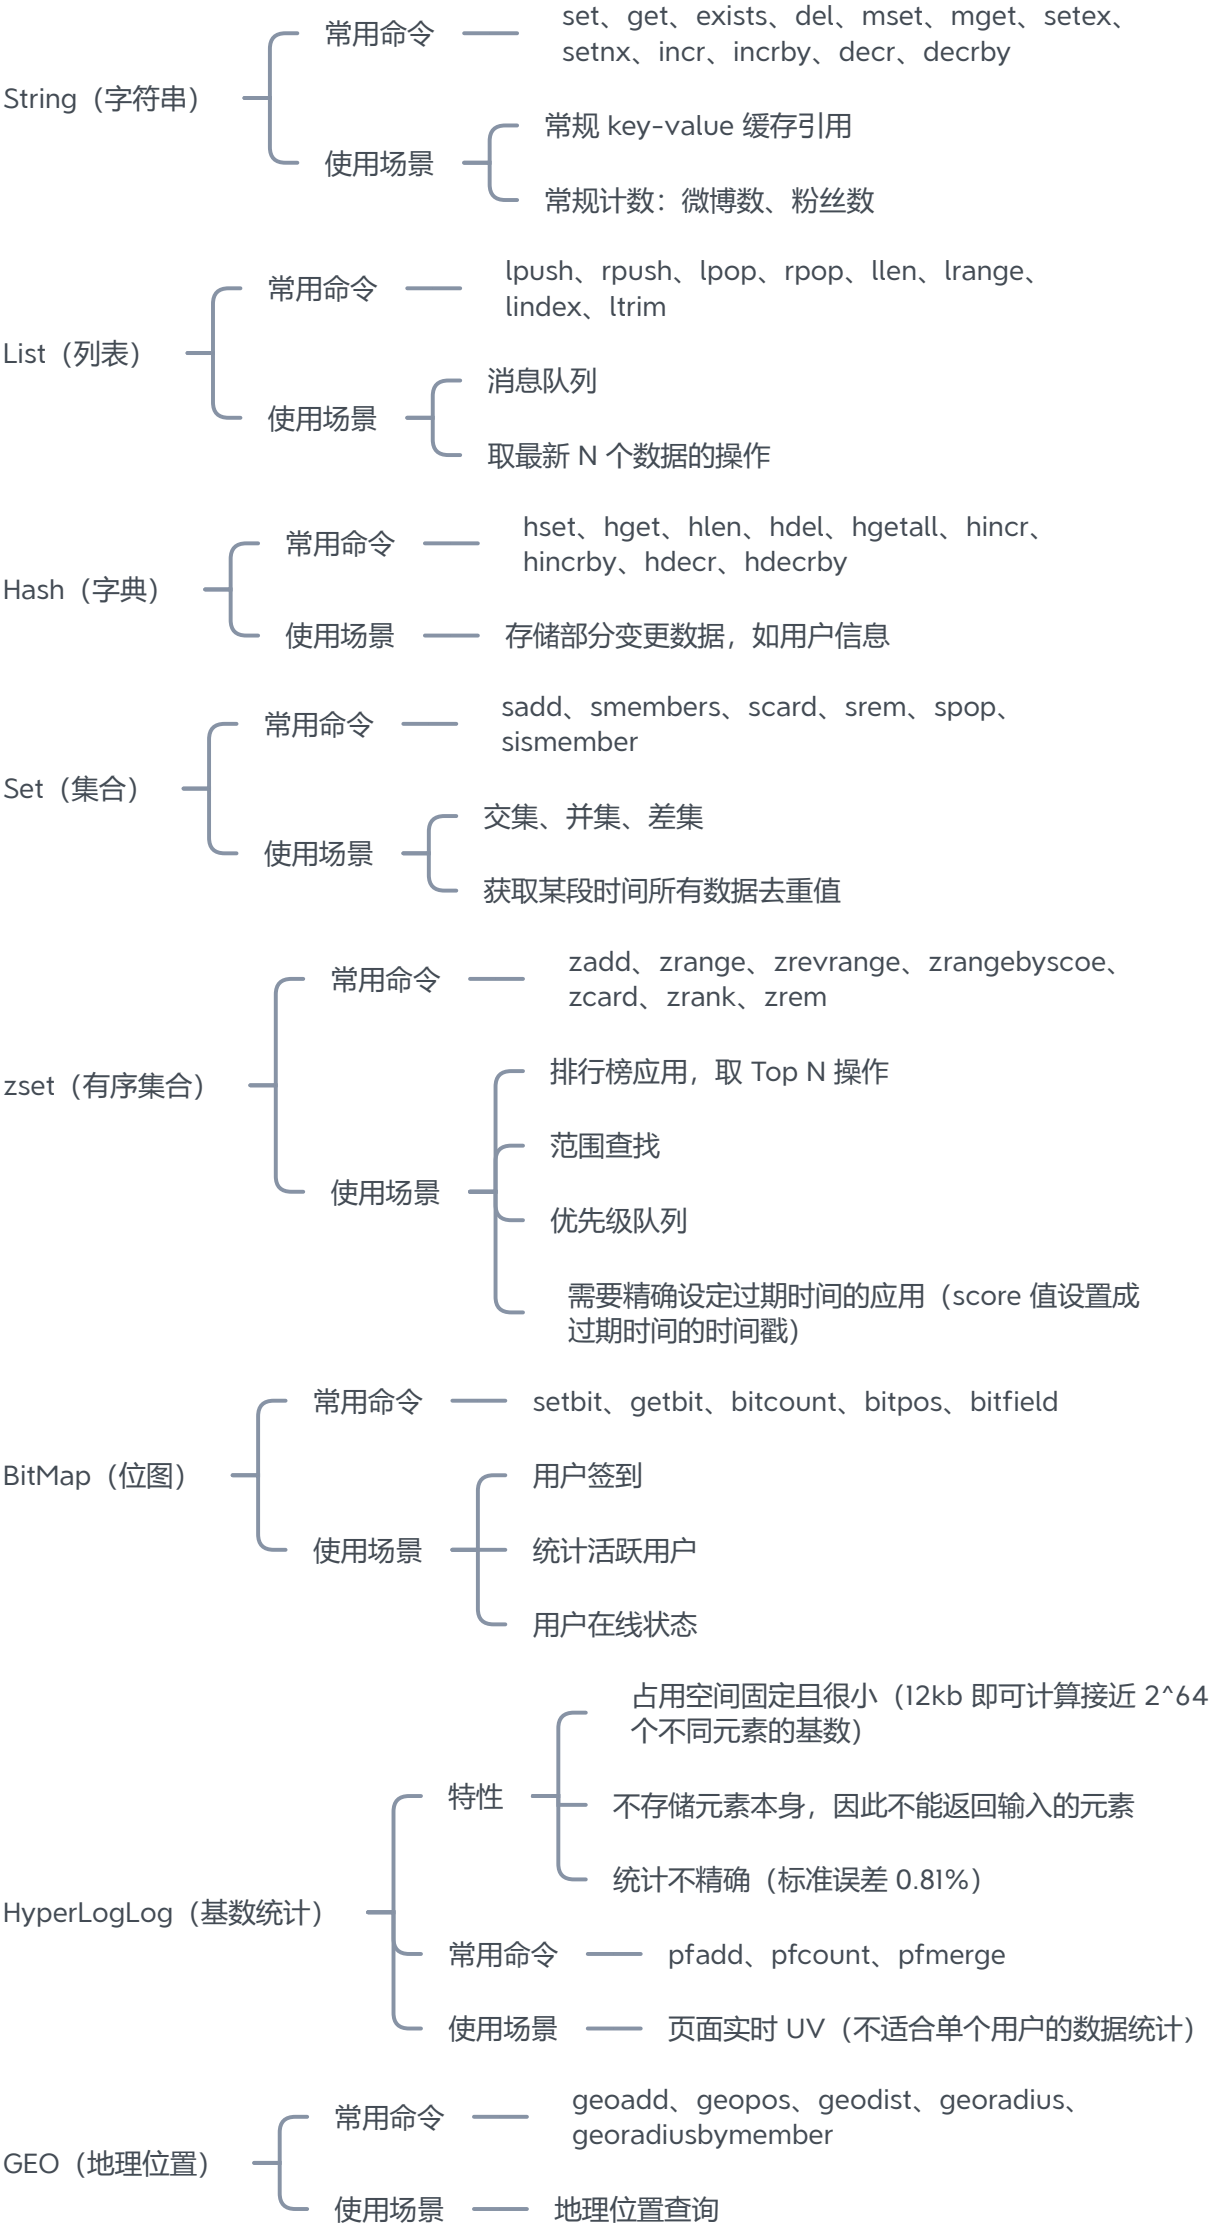 String（字符串）
常用命令
set、get、exists、del、mset、mget、setex、
setnx、incr、incrby、decr、decrby
使用场景
常规 key-value 缓存引用
常规计数：微博数、粉丝数
List（列表）
常用命令
lpush、rpush、lpop、rpop、llen、lrange、
lindex、ltrim
使用场景
消息队列
取最新 N 个数据的操作
Hash（字典）
常用命令
hset、hget、hlen、hdel、hgetall、hincr、
hincrby、hdecr、hdecrby
使用场景
存储部分变更数据，如用户信息
Set（集合）
常用命令
sadd、smembers、scard、srem、spop、
sismember
使用场景
交集、并集、差集
获取某段时间所有数据去重值
zset（有序集合）
常用命令
zadd、zrange、zrevrange、zrangebyscoe、
zcard、zrank、zrem
使用场景
排行榜应用，取 Top N 操作
范围查找
优先级队列
需要精确设定过期时间的应用（score 值设置成
过期时间的时间戳）
BitMap（位图）
常用命令
setbit、getbit、bitcount、bitpos、bitfield
使用场景
用户签到
统计活跃用户
用户在线状态
HyperLogLog（基数统计）
特性
占用空间固定且很小（12kb 即可计算接近 2^64
个不同元素的基数）
不存储元素本身，因此不能返回输入的元素
统计不精确（标准误差 0.81%）
常用命令
pfadd、pfcount、pfmerge
使用场景
页面实时 UV（不适合单个用户的数据统计）
GEO（地理位置）
常用命令
geoadd、geopos、geodist、georadius、
georadiusbymember
使用场景
地理位置查询